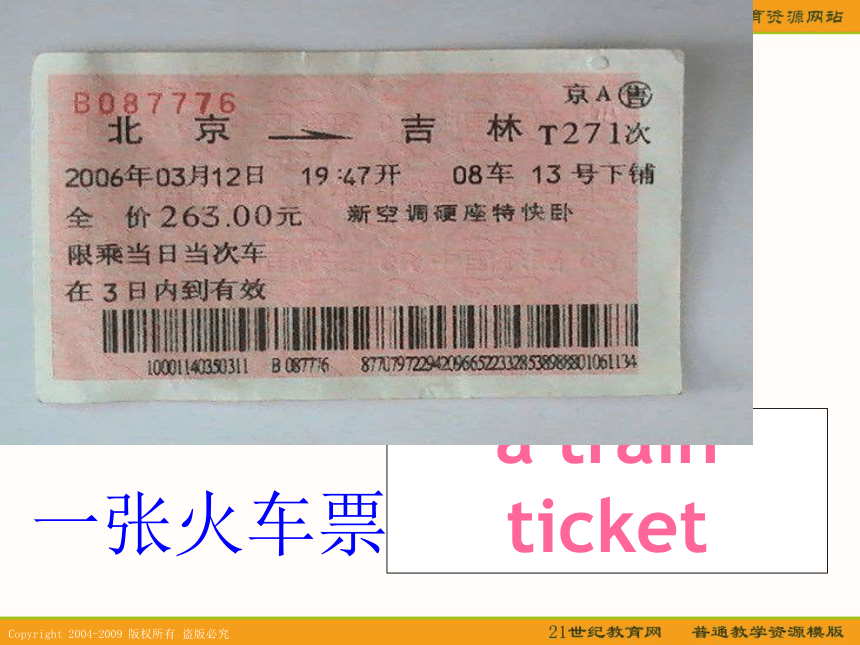 育资源网站
B087776
京A售
北 京 → 吉 林 T271次
2006年03月12日 19:47开 08车 13号下铺
全 价 263.00元 新空调硬座特快卧
限乘当日当次车
在3日内到有效
10001140350311 B 087776
a train
一张火车票 ticket
Copyright 2004-2009 版权所有 盗版必究 21世纪教育网 普通教学资源模版